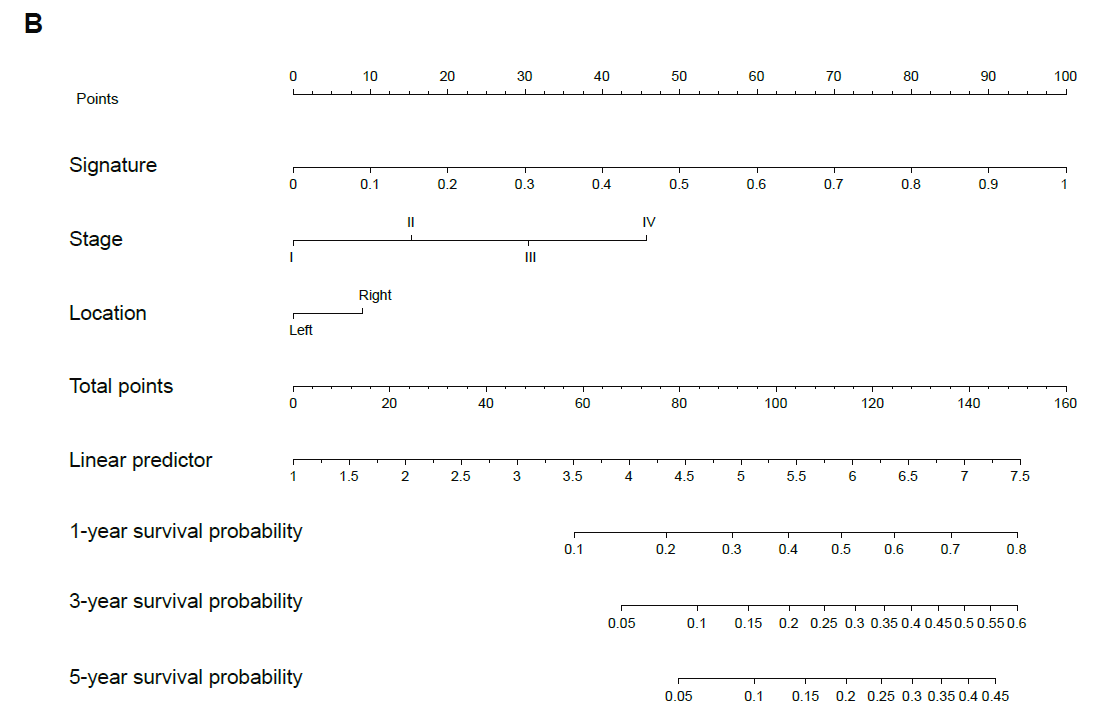 B
0 10 20 30 40 50 60 70 80 90 100
Points
Signature
0 0.1 0.2 0.3 0.4 0.5 0.6 0.7 0.8 0.9 1
II IV
Stage
I III
Right
Location
Left
Total points
0 20 40 60 80 100 120 140 160
Linear predictor
1 1.5 2 2.5 3 3.5 4 4.5 5 5.5 6 6.5 7 7.5
1-year survival probability
0.1 0.2 0.3 0.4 0.5 0.6 0.7 0.8
3-year survival probability
0.05 0.1 0.15 0.2 0.25 0.3 0.35 0.4 0.45 0.5 0.55 0.6
5-year survival probability
0.05 0.1 0.15 0.2 0.25 0.3 0.35 0.4 0.45